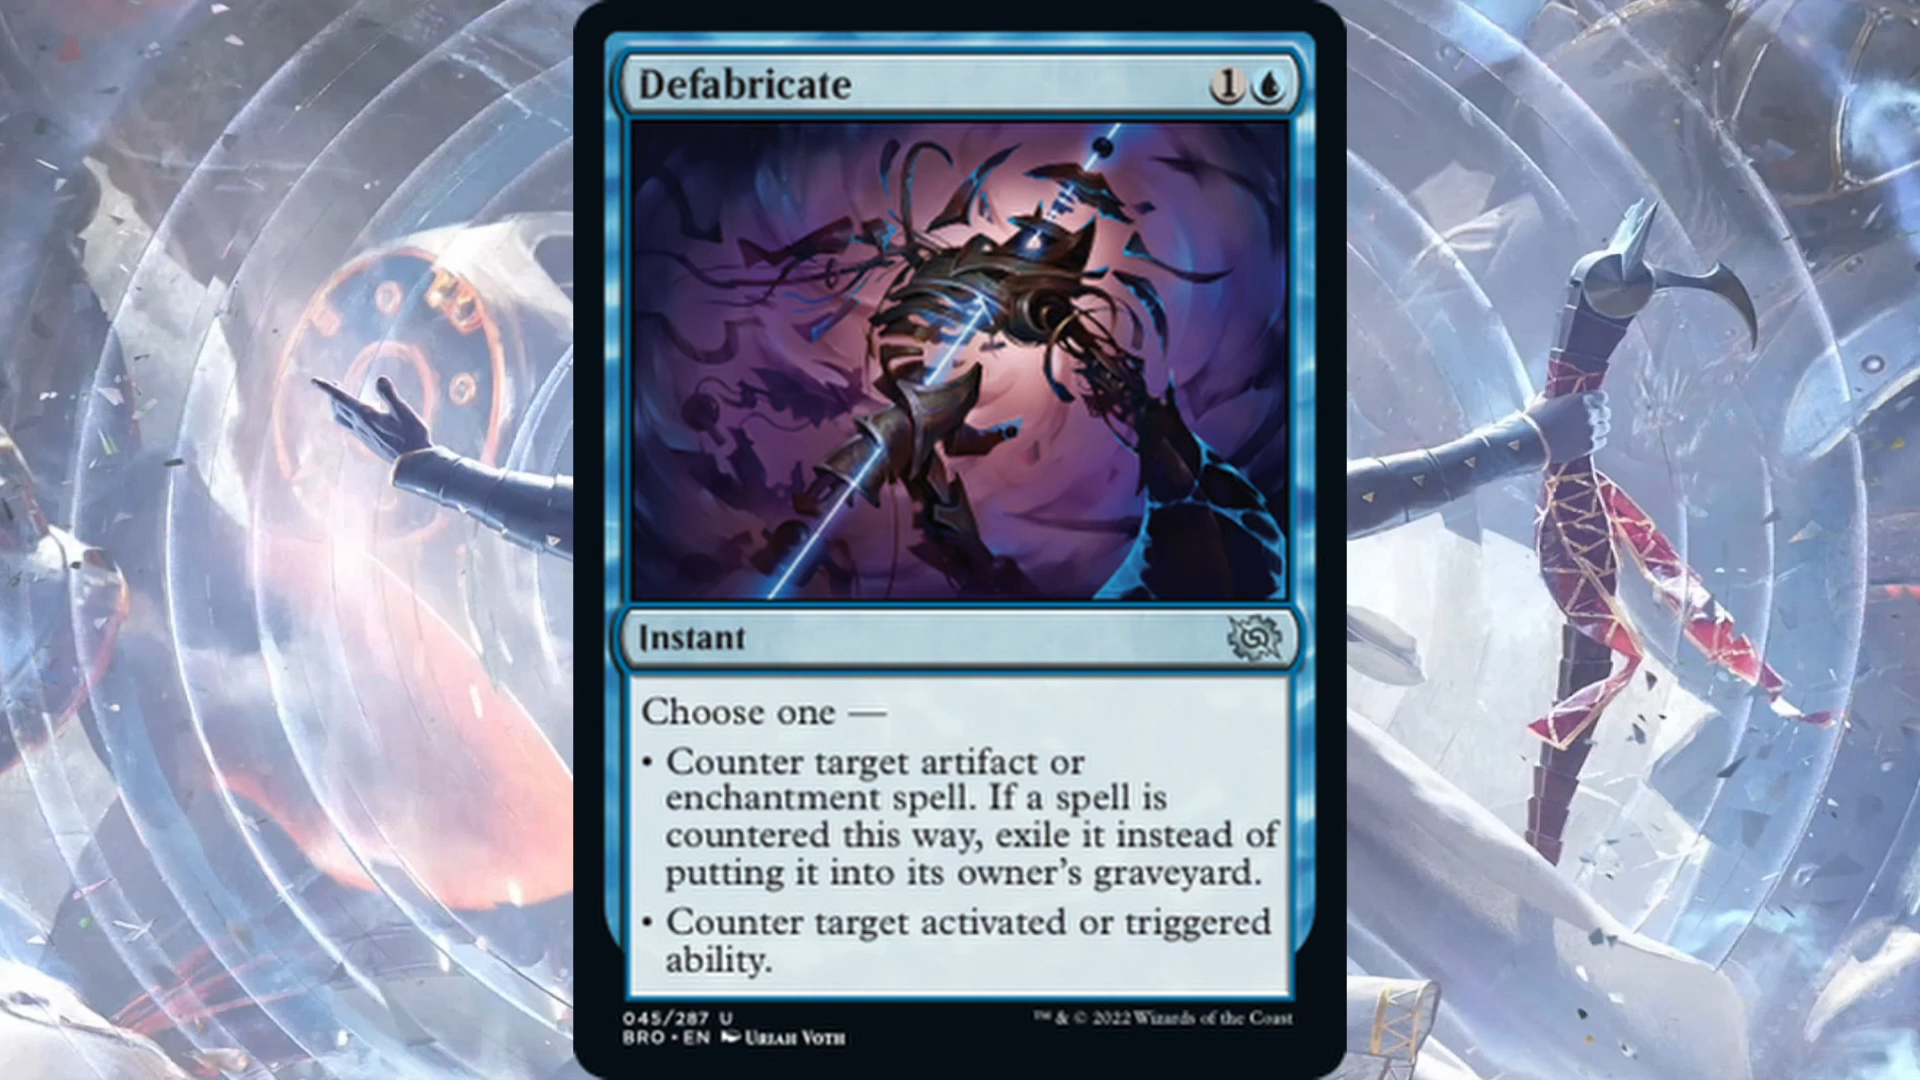 Defabricate 1
Instant
Choose one —
• Counter target artifact or
enchantment spell. If a spell is
countered this way, exile it instead of
putting it into its owner's graveyard.
• Counter target activated or triggered
ability.
045/287 U
BRO • EN Uriah Voth
™ & © 2022 Wizards of the Coast